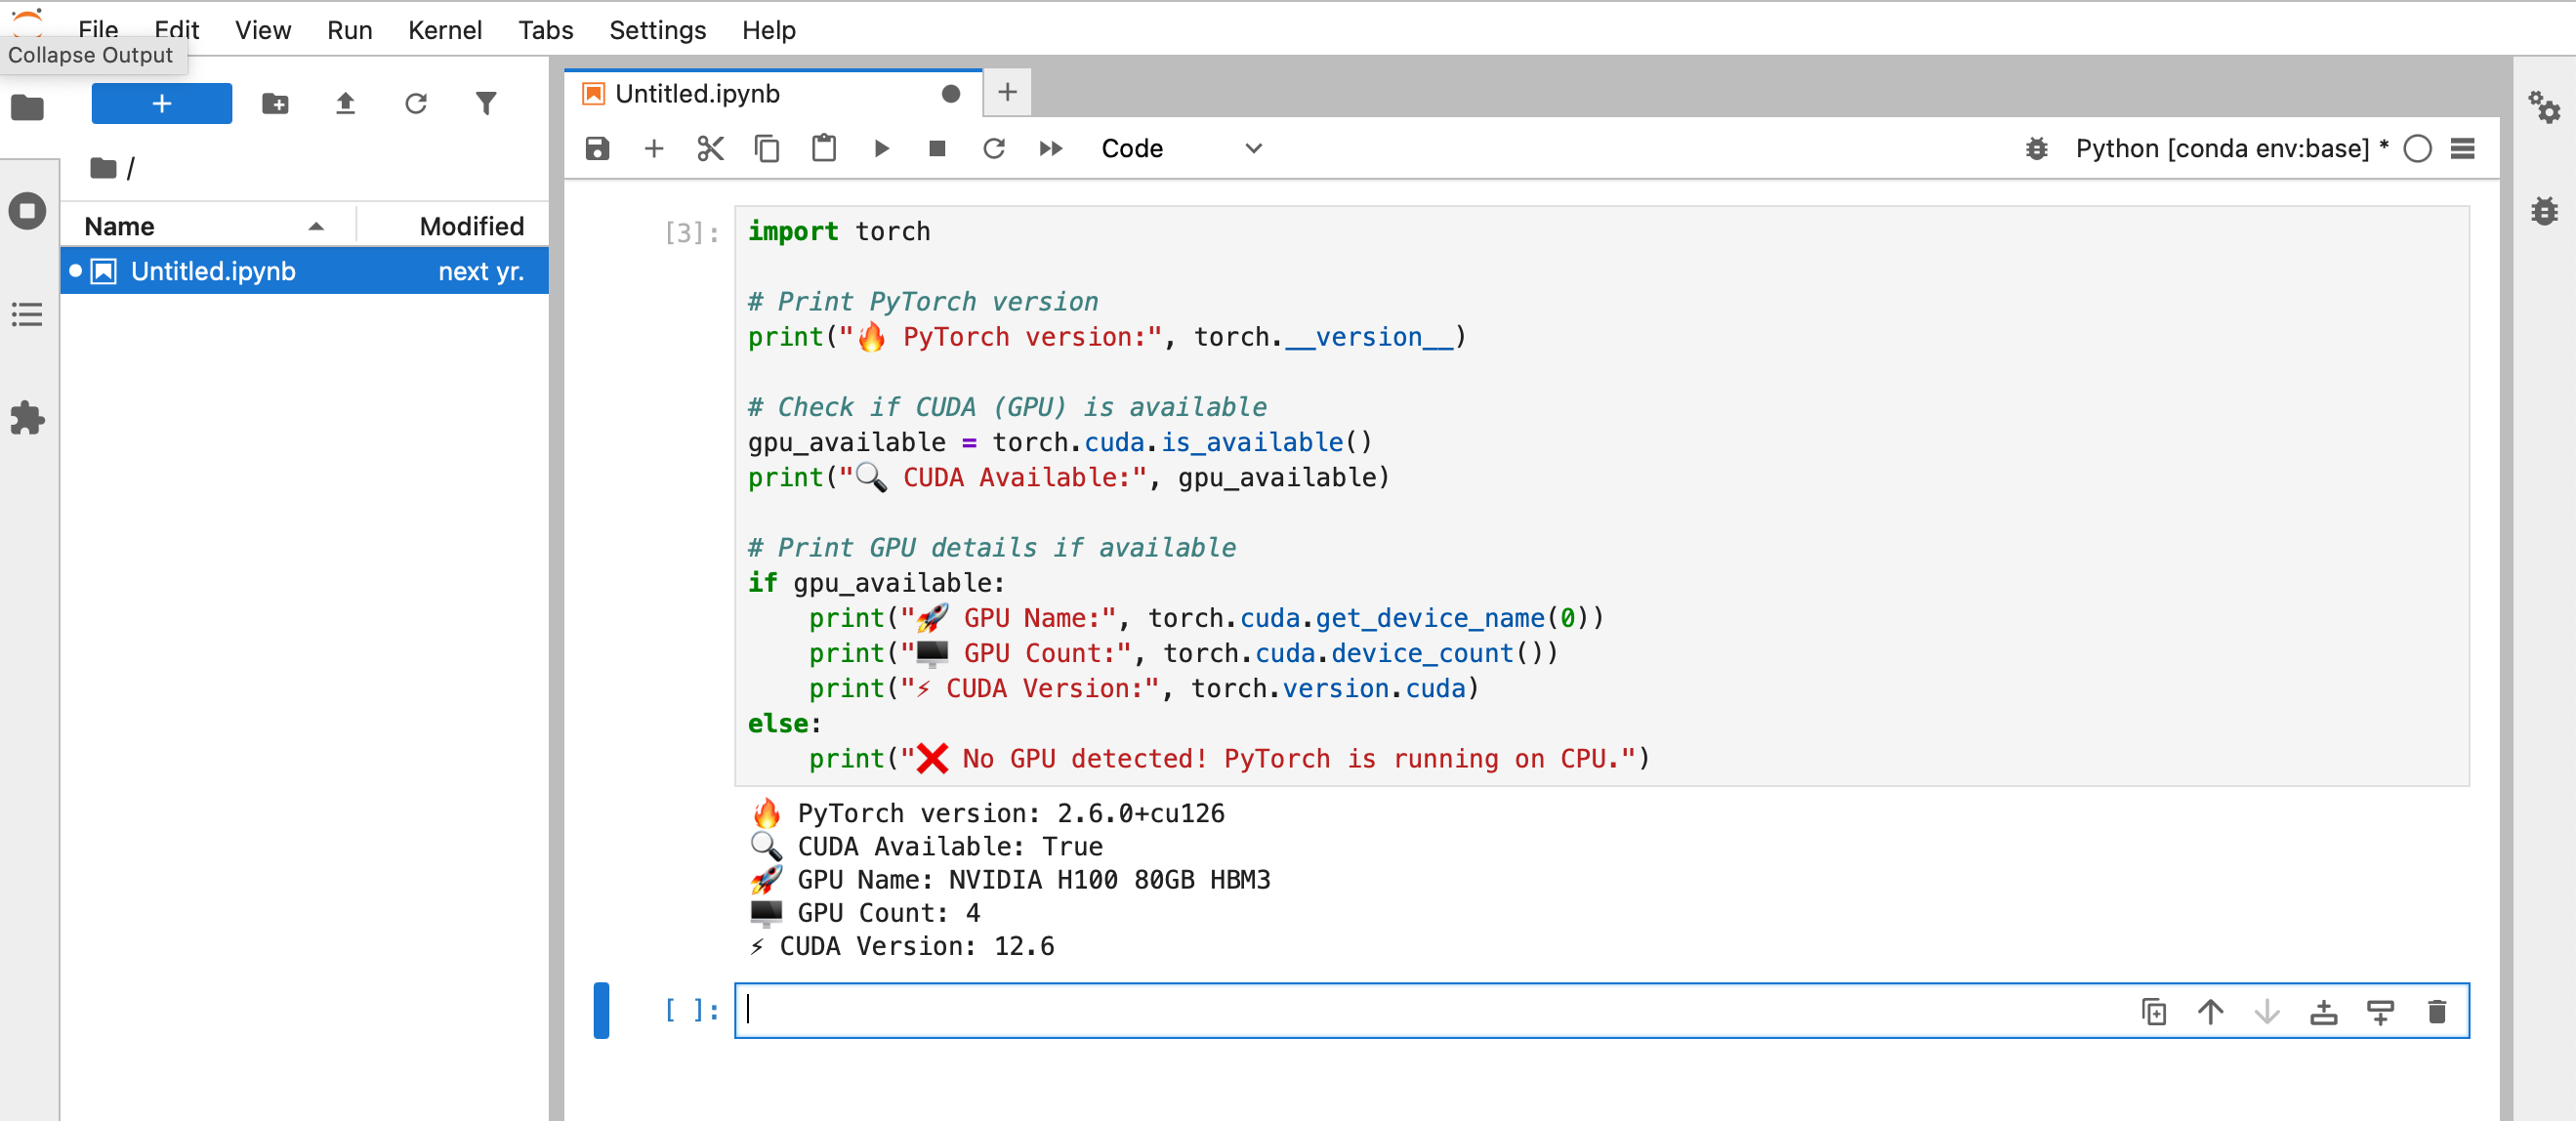 File Edit View Run Kernel Tabs Settings Help
Collapse Output
/
Name Modified
Untitled.ipynb next yr.
Untitled.ipynb
Code
Python [conda env:base] *
[3]: import torch
# Print PyTorch version
print("🔥 PyTorch version:", torch.__version__)
# Check if CUDA (GPU) is available
gpu_available = torch.cuda.is_available()
print("🔍 CUDA Available:", gpu_available)
# Print GPU details if available
if gpu_available:
    print("🚀 GPU Name:", torch.cuda.get_device_name(0))
    print("🖥️ GPU Count:", torch.cuda.device_count())
    print("⚡ CUDA Version:", torch.version.cuda)
else:
    print("❌ No GPU detected! PyTorch is running on CPU.")
🔥 PyTorch version: 2.6.0+cu126
🔍 CUDA Available: True
🚀 GPU Name: NVIDIA H100 80GB HBM3
🖥️ GPU Count: 4
⚡ CUDA Version: 12.6
[ ]: